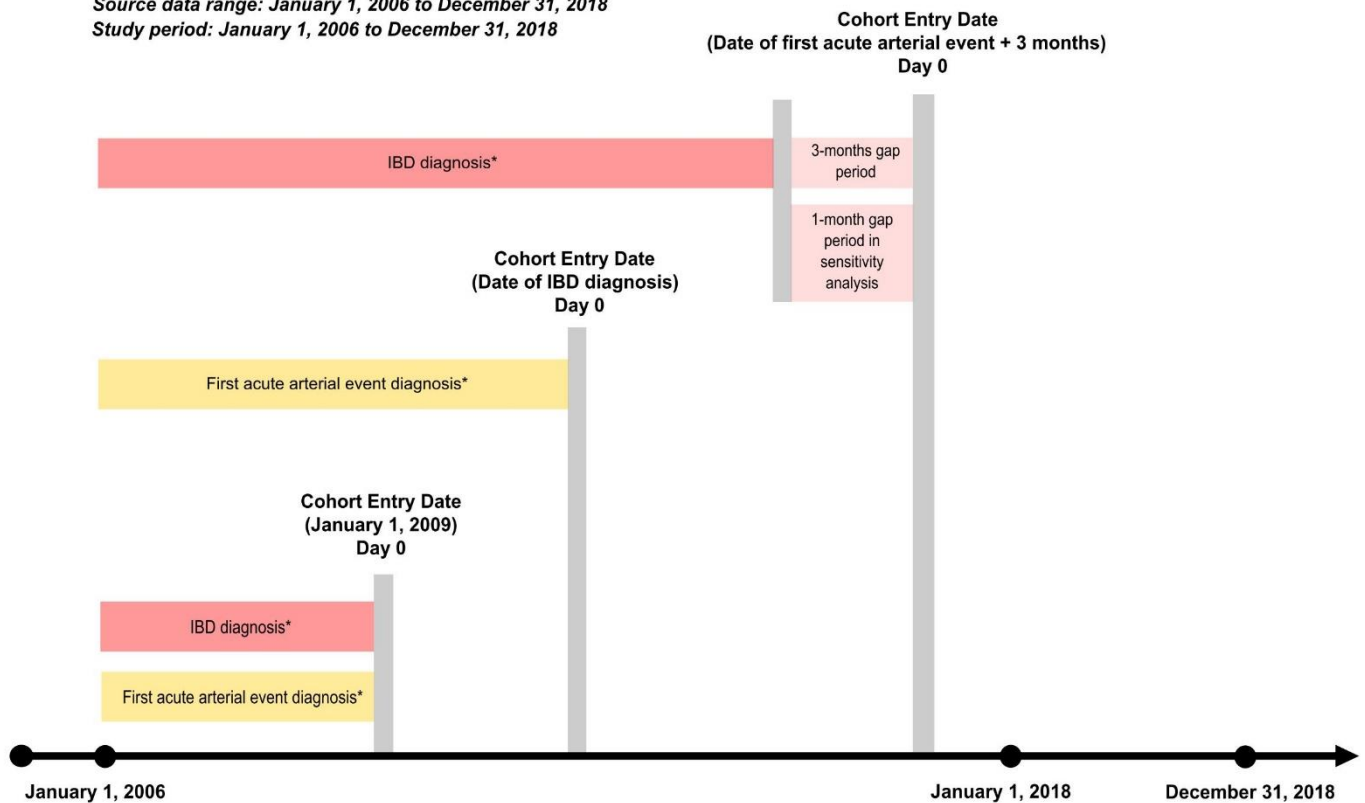 Source data range: January 1, 2006 to December 31, 2018
Study period: January 1, 2006 to December 31, 2018
Cohort Entry Date
(Date of first acute arterial event + 3 months)
Day 0
IBD diagnosis*
3-months gap
period
1-month gap
period in
sensitivity
analysis
Cohort Entry Date
(Date of IBD diagnosis)
Day 0
First acute arterial event diagnosis*
Cohort Entry Date
(January 1, 2009)
Day 0
IBD diagnosis*
First acute arterial event diagnosis*
January 1, 2006
January 1, 2018
December 31, 2018